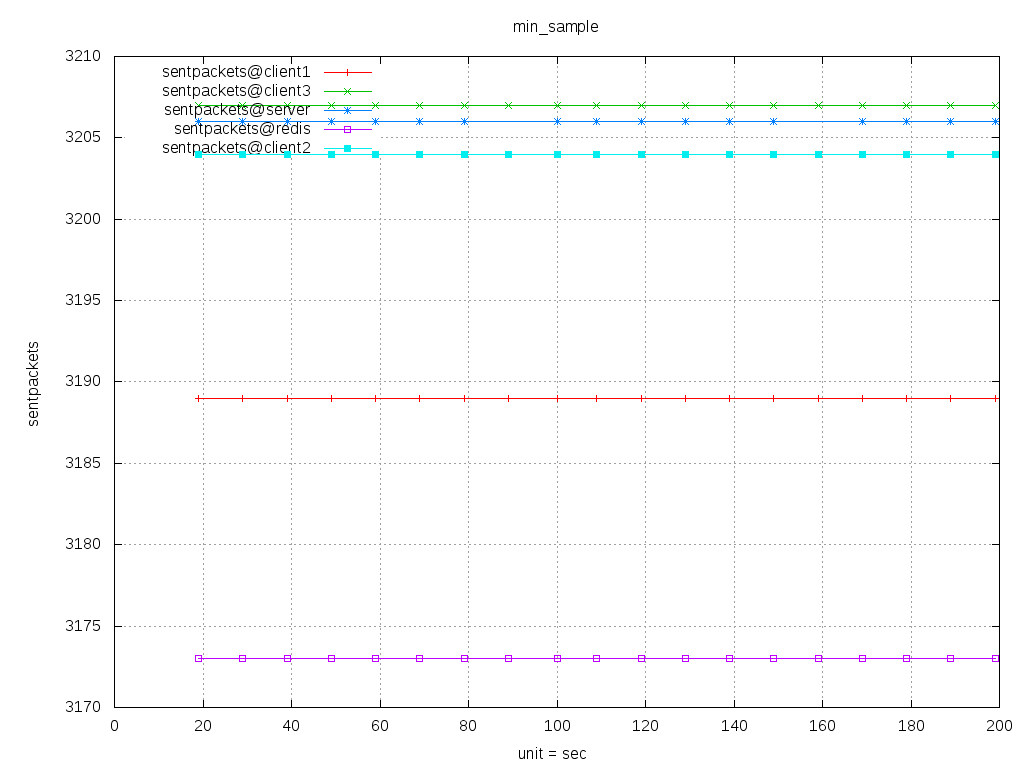 min_sample
3210
3205
3200
3195
3190
3185
3180
3175
3170
sentpackets
sentpackets@client1
sentpackets@client3
sentpackets@server
sentpackets@redis
sentpackets@client2
0 20 40 60 80 100 120 140 160 180 200
unit = sec